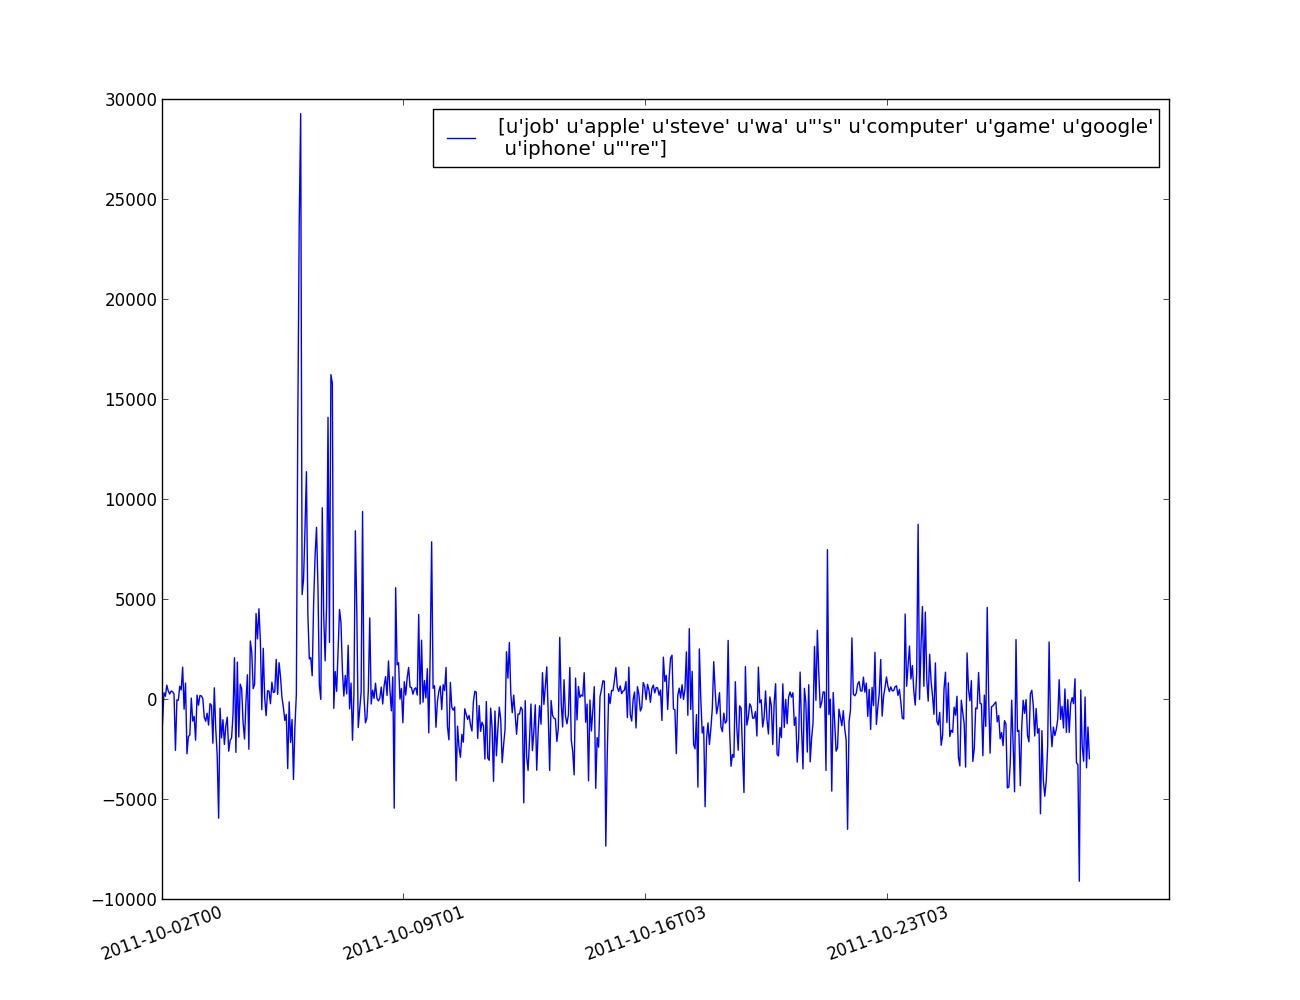 30000
[u'job' u'apple' u'steve' u'wa' u"'s" u'computer' u'game' u'google'
u'iphone' u"'re"]
25000
20000
15000
10000
5000
0
−5000
−10000
2011-10-02T00
2011-10-09T01
2011-10-16T03
2011-10-23T03